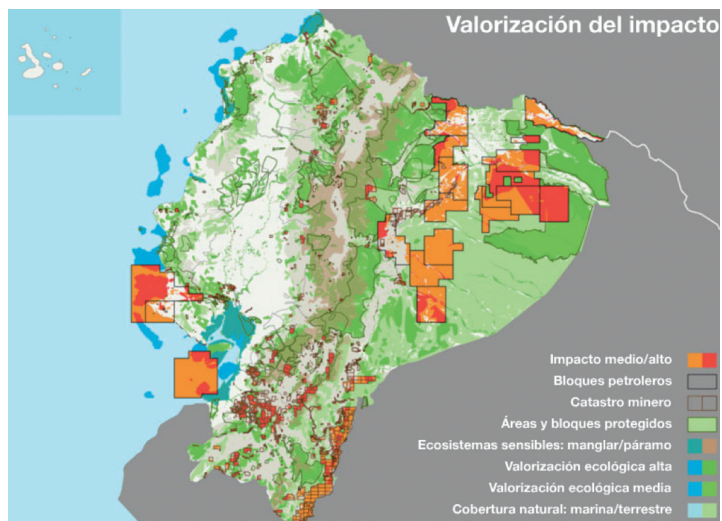 Valorización del impacto
Impacto medio/alto
Bloques petroleros
Catastro minero
Áreas y bloques protegidos
Ecosistemas sensibles: manglar/páramo
Valorización ecológica alta
Valorización ecológica media
Cobertura natural: marina/terrestre